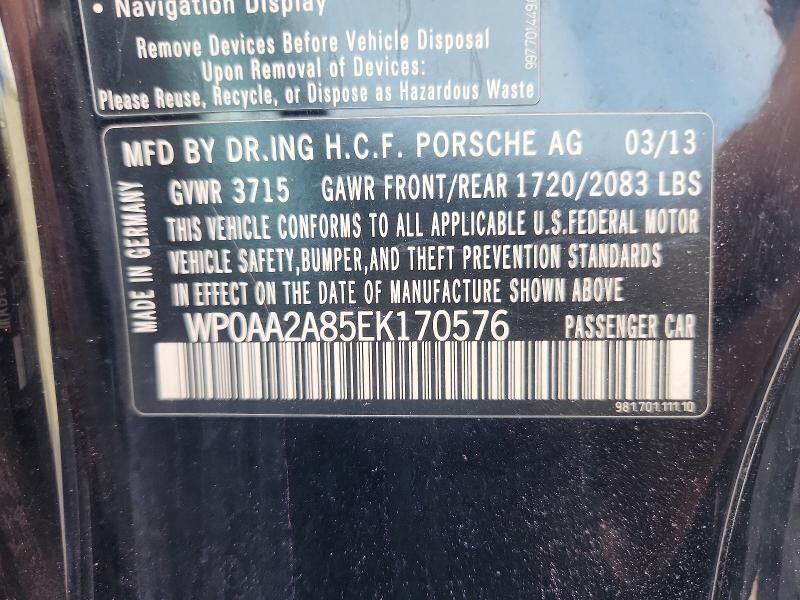 • Navigation Display
Remove Devices Before Vehicle Disposal
Upon Removal of Devices:
Please Reuse, Recycle, or Dispose as Hazardous Waste
MFD BY DR.ING H.C.F. PORSCHE AG 03/13
GVWR 3715 GAWR FRONT/REAR 1720/2083 LBS
THIS VEHICLE CONFORMS TO ALL APPLICABLE U.S.FEDERAL MOTOR
VEHICLE SAFETY,BUMPER,AND THEFT PREVENTION STANDARDS
IN EFFECT ON THE DATE OF MANUFACTURE SHOWN ABOVE
MADE IN GERMANY
WP0AA2A85EK170576 PASSENGER CAR
981.701.111.10